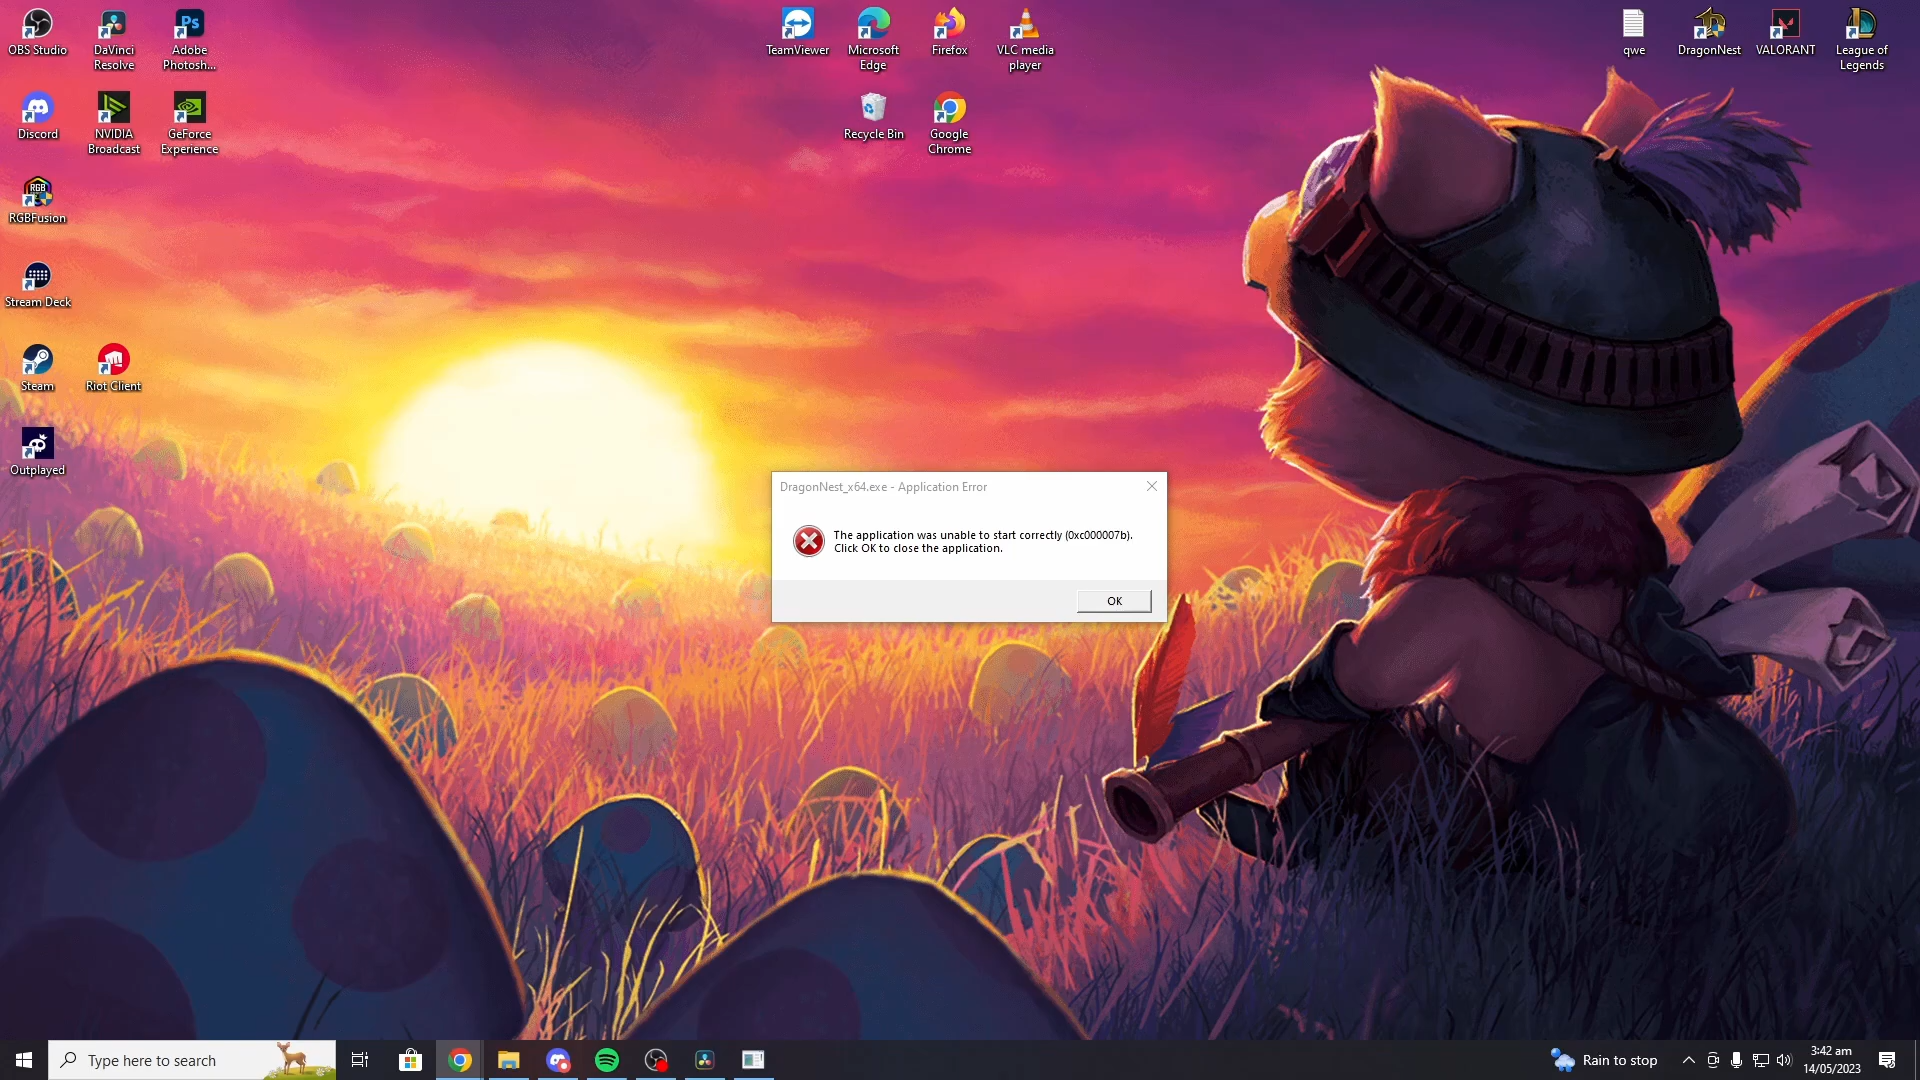 OBS Studio
DaVinci
Resolve
Ps
Adobe
Photosh...
TeamViewer
Microsoft
Edge
Firefox
VLC media
player
qwe
DragonNest
VALORANT
League of
Legends
Discord
NVIDIA
Broadcast
GeForce
Experience
Recycle Bin
Google
Chrome
RGB
RGBFusion
Stream Deck
Steam
Riot Client
Outplayed
DragonNest_x64.exe - Application Error
The application was unable to start correctly (0xc000007b).
Click OK to close the application.
OK
Type here to search
Rain to stop
3:42 am
14/05/2023